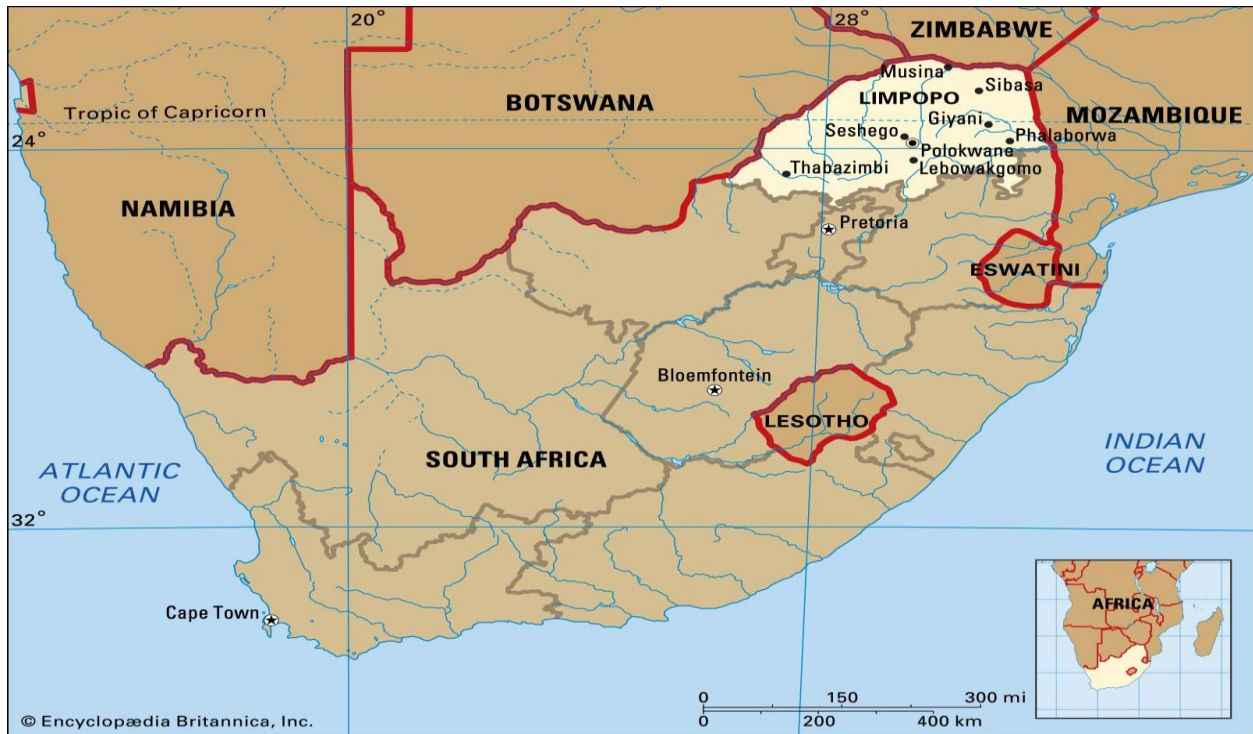 20°
28°
ZIMBABWE
Musina
Sibasa
BOTSWANA
LIMPOPO
Tropic of Capricorn
Giyani
MOZAMBIQUE
Seshego
Phalaborwa
24°
Polokwane
Thabazimbi
Lebowakgomo
NAMIBIA
Pretoria
ESWATINI
Bloemfontein
LESOTHO
SOUTH AFRICA
ATLANTIC
OCEAN
INDIAN
OCEAN
32°
Cape Town
AFRICA
0 150 300 mi
0 200 400 km
© Encyclopædia Britannica, Inc.